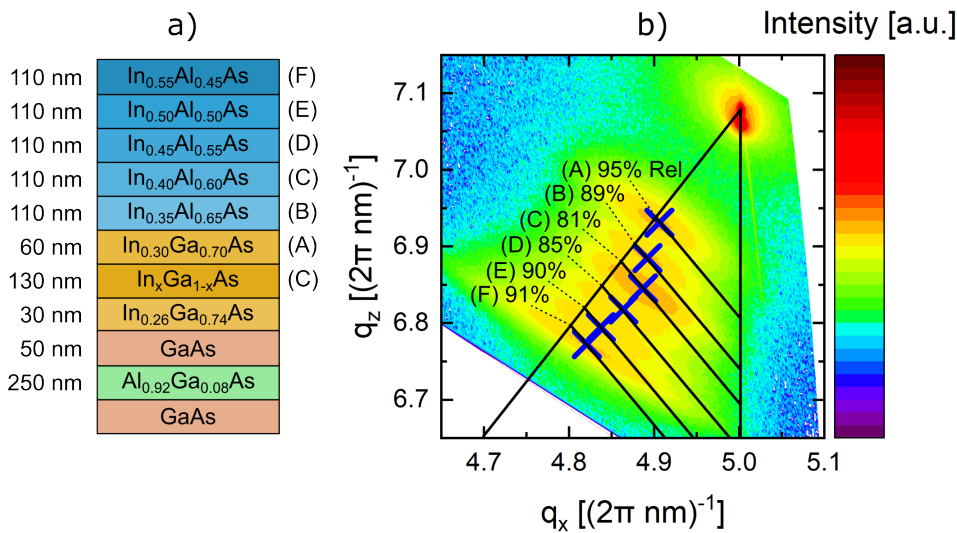 a)
110 nm In₀.₅₅Al₀.₄₅As (F)
110 nm In₀.₅₀Al₀.₅₀As (E)
110 nm In₀.₄₅Al₀.₅₅As (D)
110 nm In₀.₄₀Al₀.₆₀As (C)
110 nm In₀.₃₅Al₀.₆₅As (B)
60 nm In₀.₃₀Ga₀.₇₀As (A)
130 nm InₓGa₁₋ₓAs (C)
30 nm In₀.₂₆Ga₀.₇₄As
50 nm GaAs
250 nm Al₀.₉₂Ga₀.₀₈As
GaAs
b)
Intensity [a.u.]
7.1
7.0
6.9
6.8
6.7
qz [(2π nm)⁻¹]
(A) 95% Rel
(B) 89%
(C) 81%
(D) 85%
(E) 90%
(F) 91%
4.7 4.8 4.9 5.0 5.1
qₓ [(2π nm)⁻¹]